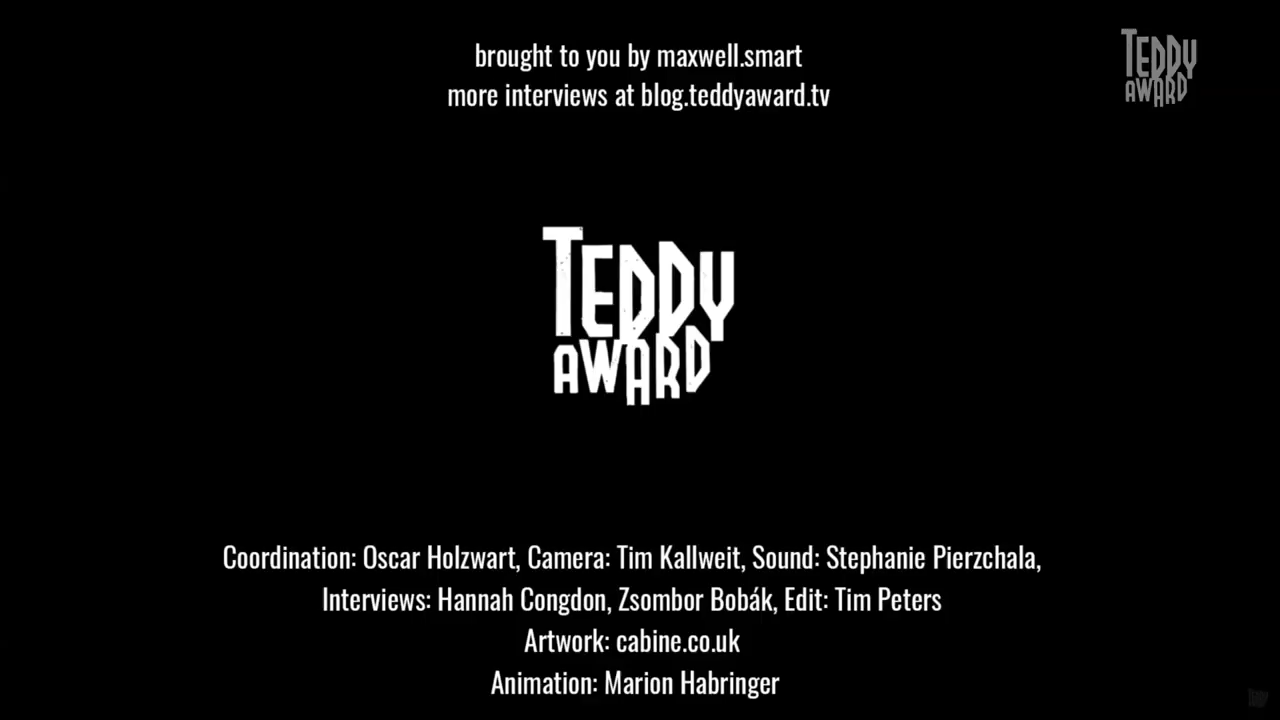 brought to you by maxwell.smart
more interviews at blog.teddyaward.tv
TEDDY
AWARD
TEDDY
AWARD
Coordination: Oscar Holzwart, Camera: Tim Kallweit, Sound: Stephanie Pierzchala,
Interviews: Hannah Congdon, Zsombor Bobák, Edit: Tim Peters
Artwork: cabine.co.uk
Animation: Marion Habringer